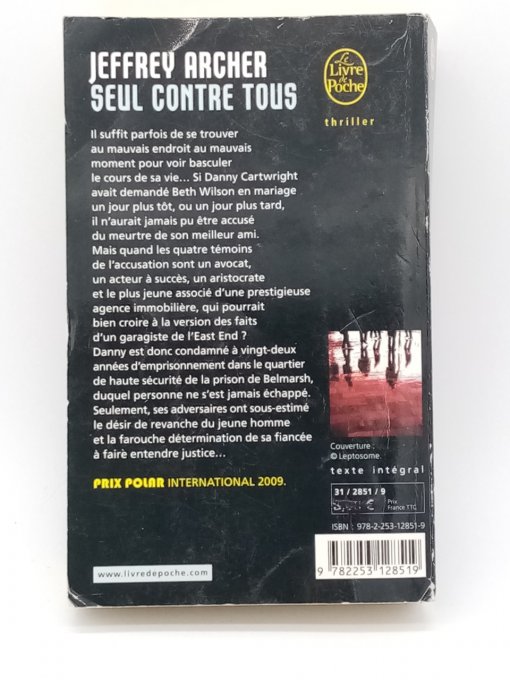 JEFFREY ARCHER
SEUL CONTRE TOUS
Le
Livre
de
Poche
thriller
Il suffit parfois de se trouver
au mauvais endroit au mauvais
moment pour voir basculer
le cours de sa vie... Si Danny Cartwright
avait demandé Beth Wilson en mariage
un jour plus tôt, ou un jour plus tard,
il n'aurait jamais pu être accusé
du meurtre de son meilleur ami.
Mais quand les quatre témoins
de l'accusation sont un avocat,
un acteur à succès, un aristocrate
et le plus jeune associé d'une prestigieuse
agence immobilière, qui pourrait
bien croire à la version des faits
d'un garagiste de l'East End ?
Danny est donc condamné à vingt-deux
années d'emprisonnement dans le quartier
de haute sécurité de la prison de Belmarsh,
duquel personne ne s'est jamais échappé.
Seulement, ses adversaires ont sous-estimé
le désir de revanche du jeune homme
et la farouche détermination de sa fiancée
à faire entendre justice...
PRIX POLAR INTERNATIONAL 2009.
Couverture :
© Leptosome.
texte intégral
31 / 2851 / 9
€ Prix
France TTC
ISBN : 978-2-253-12851-9
9 782253 128519
www.livredepoche.com